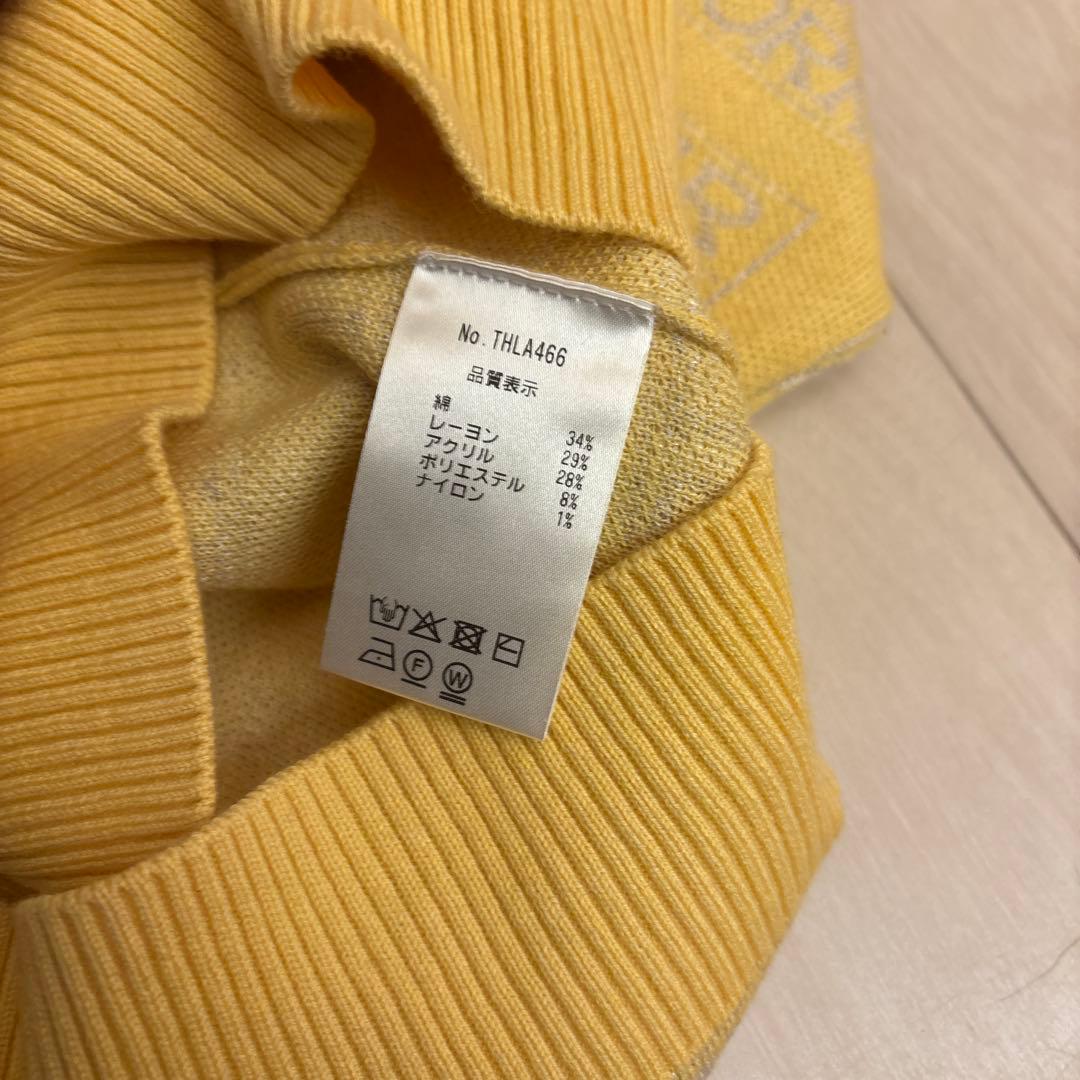 No. THLA466
品質表示
綿 34%
レーヨン 29%
アクリル 28%
ポリエステル 8%
ナイロン 1%
F
W